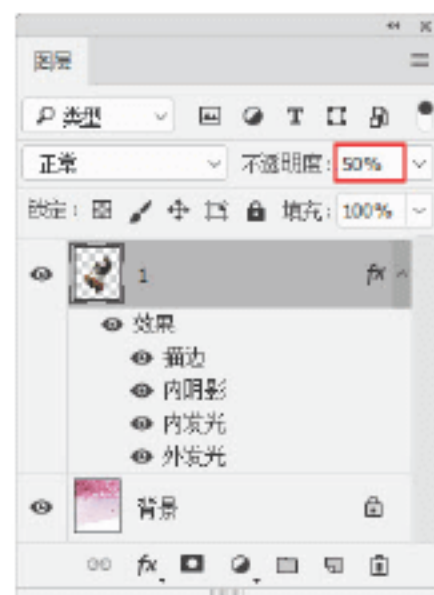 图层
类型
正常 不透明度: 50%
锁定: 填充: 100%
1 fx
效果
描边
内阴影
内发光
外发光
背景
fx